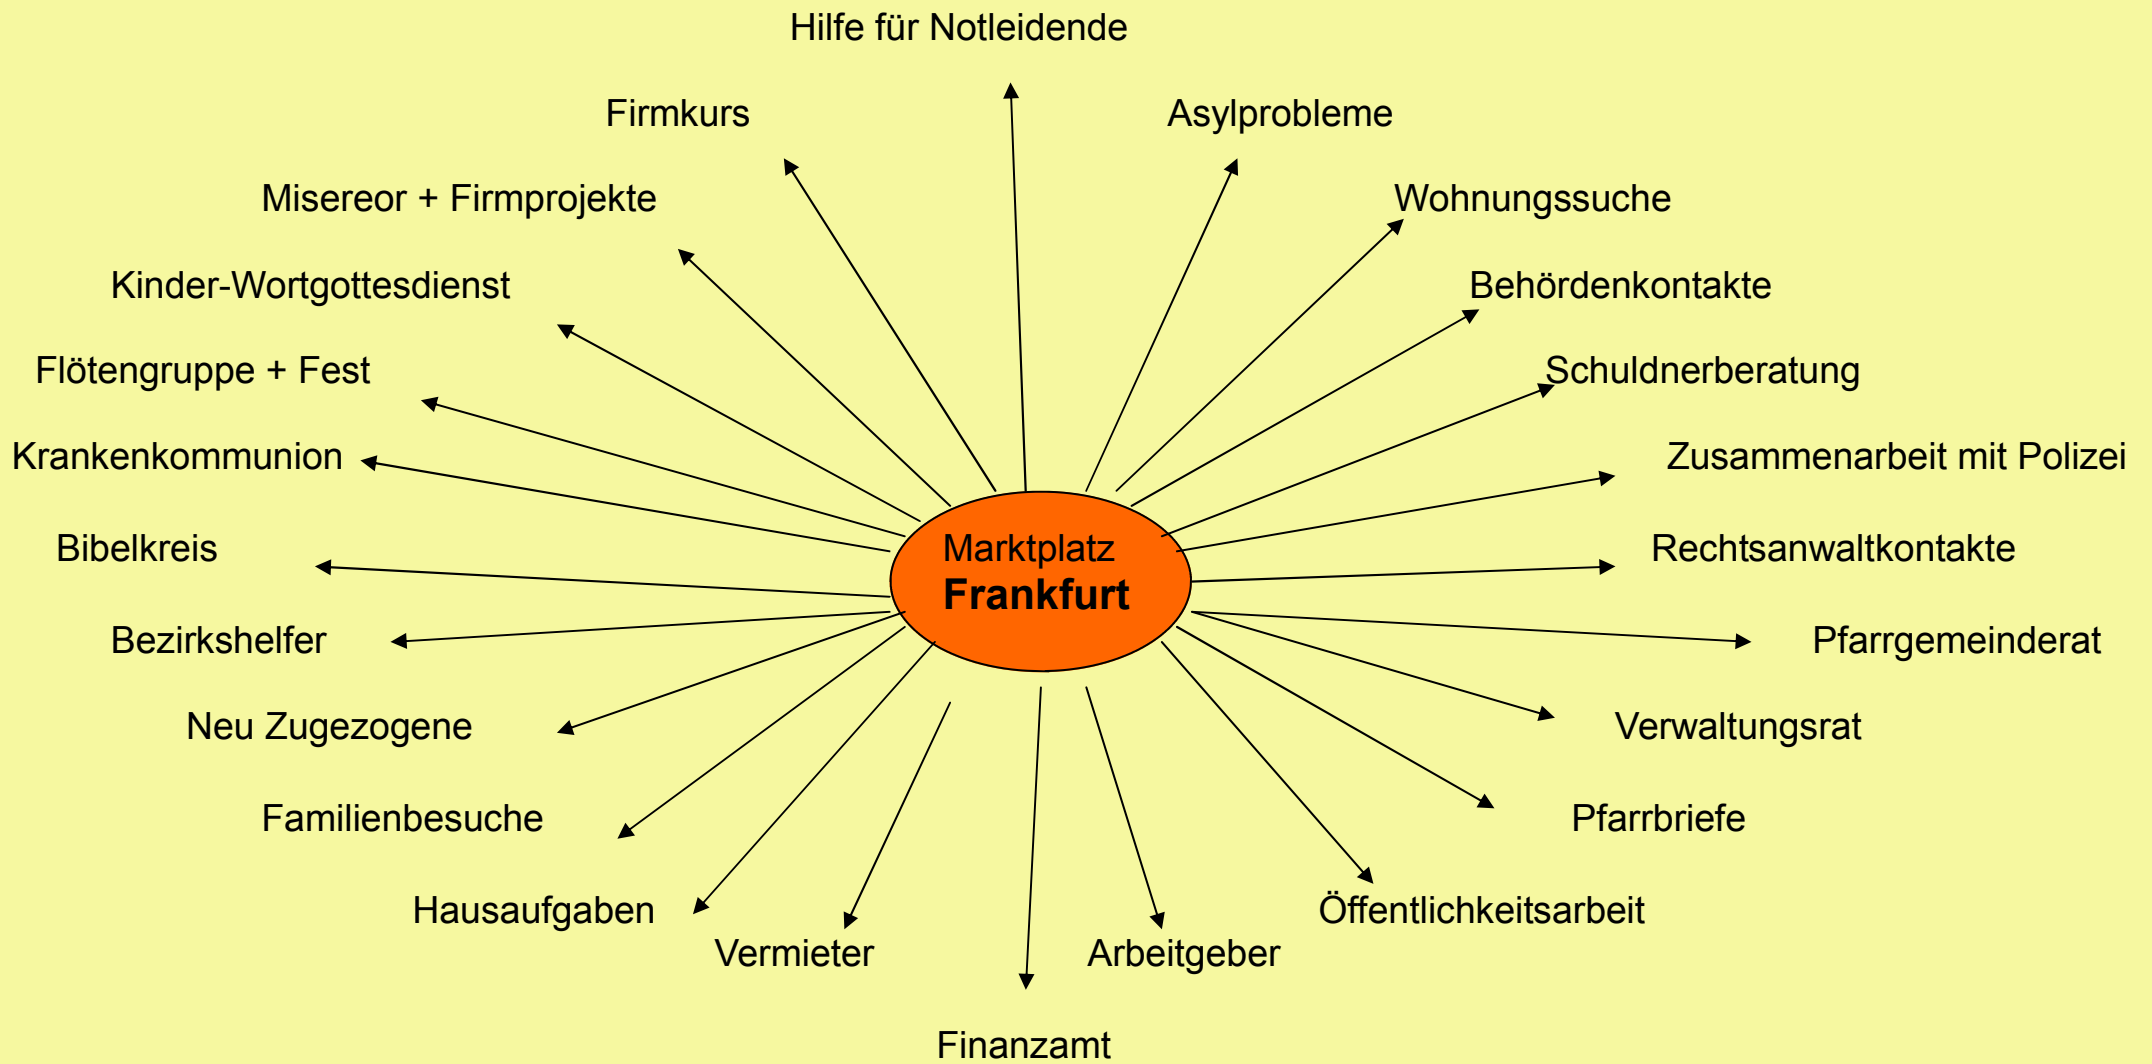 Hilfe für Notleidende
Firmkurs
Asylprobleme
Misereor + Firmprojekte
Wohnungssuche
Kinder-Wortgottesdienst
Behördenkontakte
Flötengruppe + Fest
Schuldnerberatung
Krankenkommunion
Zusammenarbeit mit Polizei
Bibelkreis
Marktplatz
Frankfurt
Rechtsanwaltkontakte
Bezirkshelfer
Pfarrgemeinderat
Neu Zugezogene
Verwaltungsrat
Familienbesuche
Pfarrbriefe
Hausaufgaben
Öffentlichkeitsarbeit
Vermieter
Arbeitgeber
Finanzamt